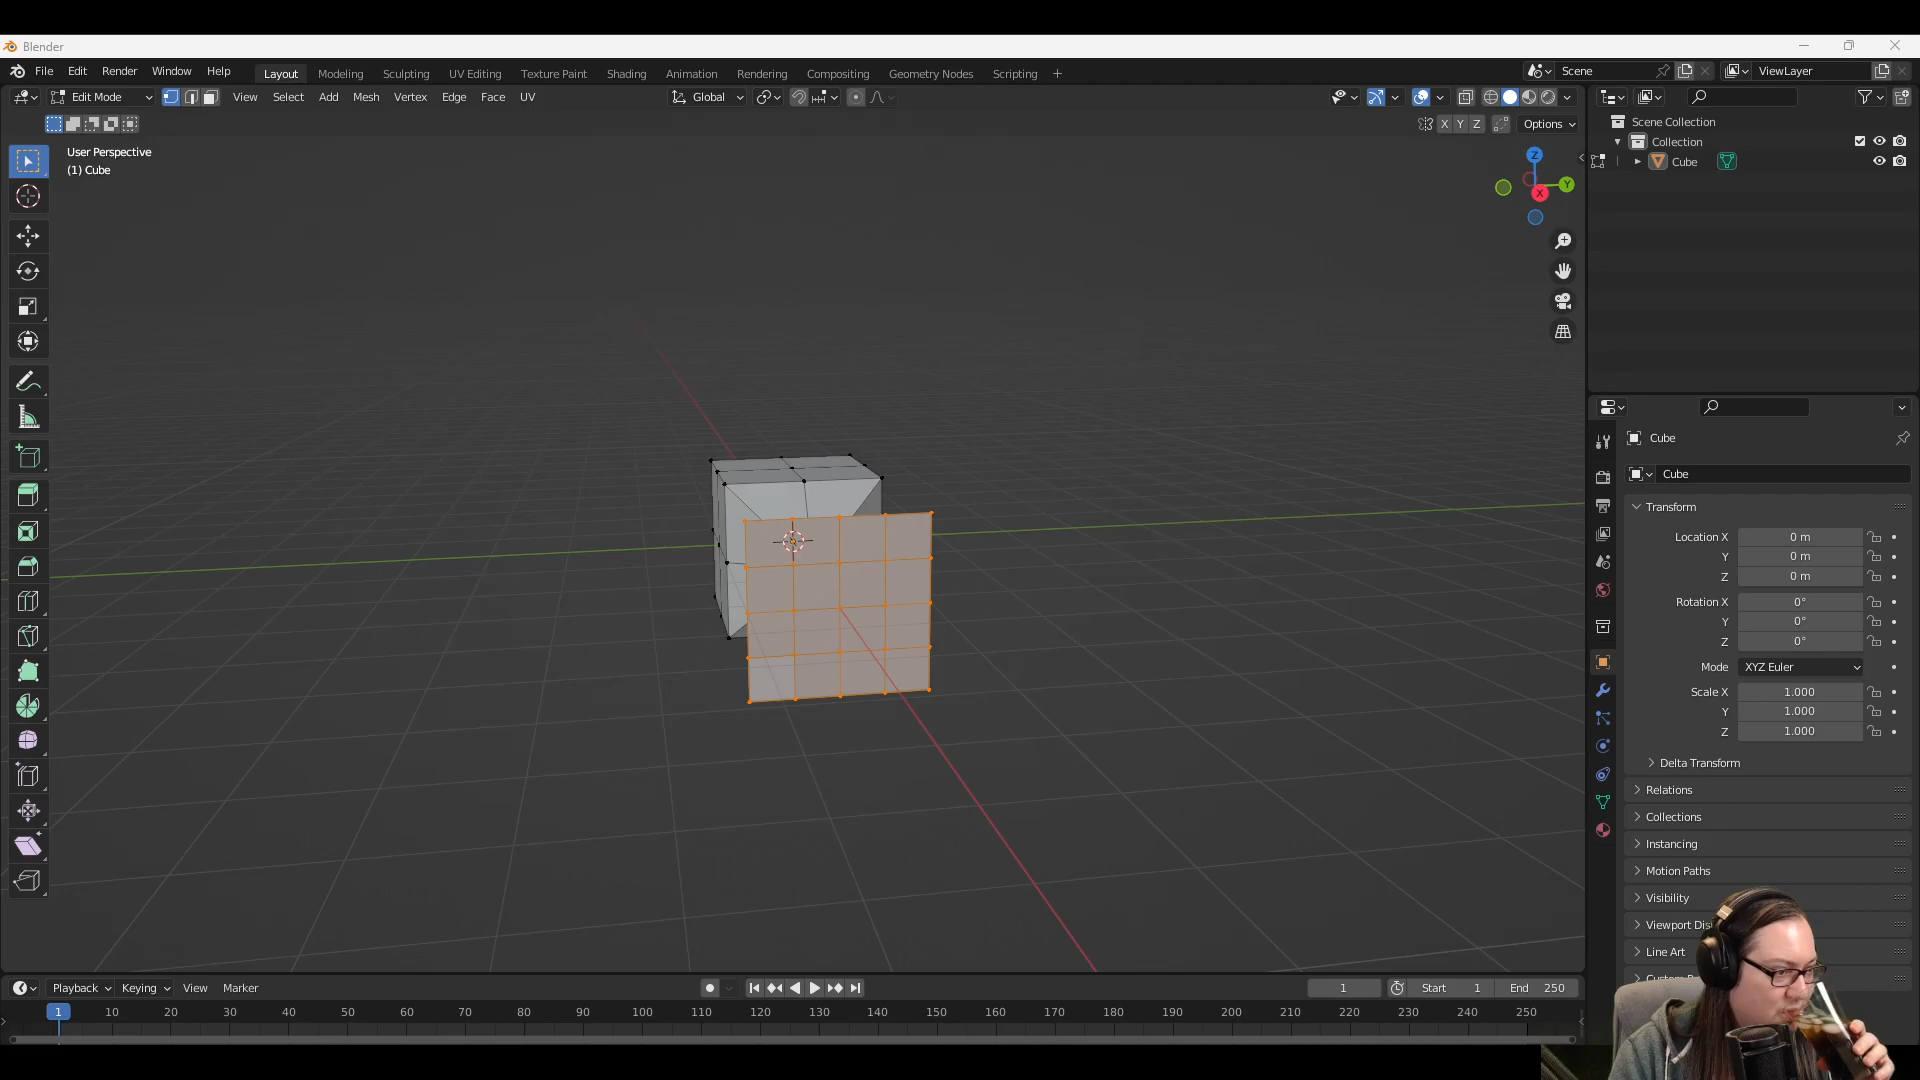 Blender
File Edit Render Window Help Layout Modeling Sculpting UV Editing Texture Paint Shading Animation Rendering Compositing Geometry Nodes Scripting + Scene ViewLayer
Edit Mode View Select Add Mesh Vertex Edge Face UV Global
X Y Z Options
User Perspective
(1) Cube
Z
Y
X
Scene Collection
Collection
Cube
Cube
Cube
Transform
Location X 0 m
Y 0 m
Z 0 m
Rotation X 0°
Y 0°
Z 0°
Mode XYZ Euler
Scale X 1.000
Y 1.000
Z 1.000
Delta Transform
Relations
Collections
Instancing
Motion Paths
Visibility
Viewport Dis
Line Art
Playback Keying View Marker 1 Start 1 End 250
1 10 20 30 40 50 60 70 80 90 100 110 120 130 140 150 160 170 180 190 200 210 220 230 240 250